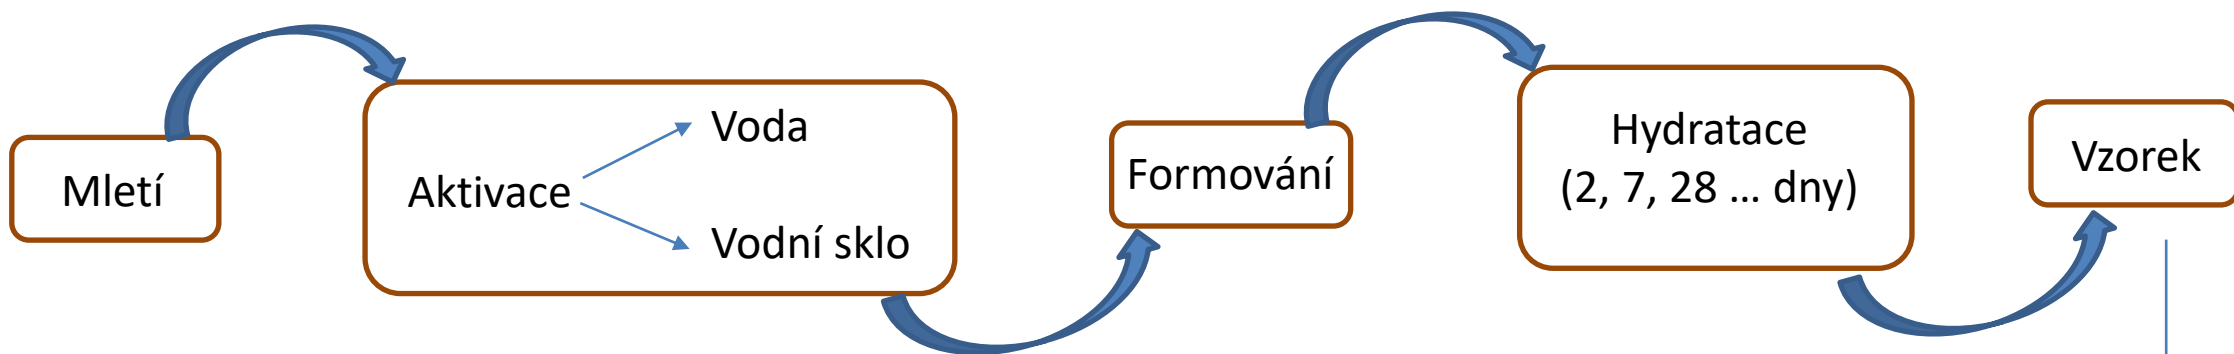 Mletí
Aktivace
Voda
Vodní sklo
Formování
Hydratace
(2, 7, 28 … dny)
Vzorek